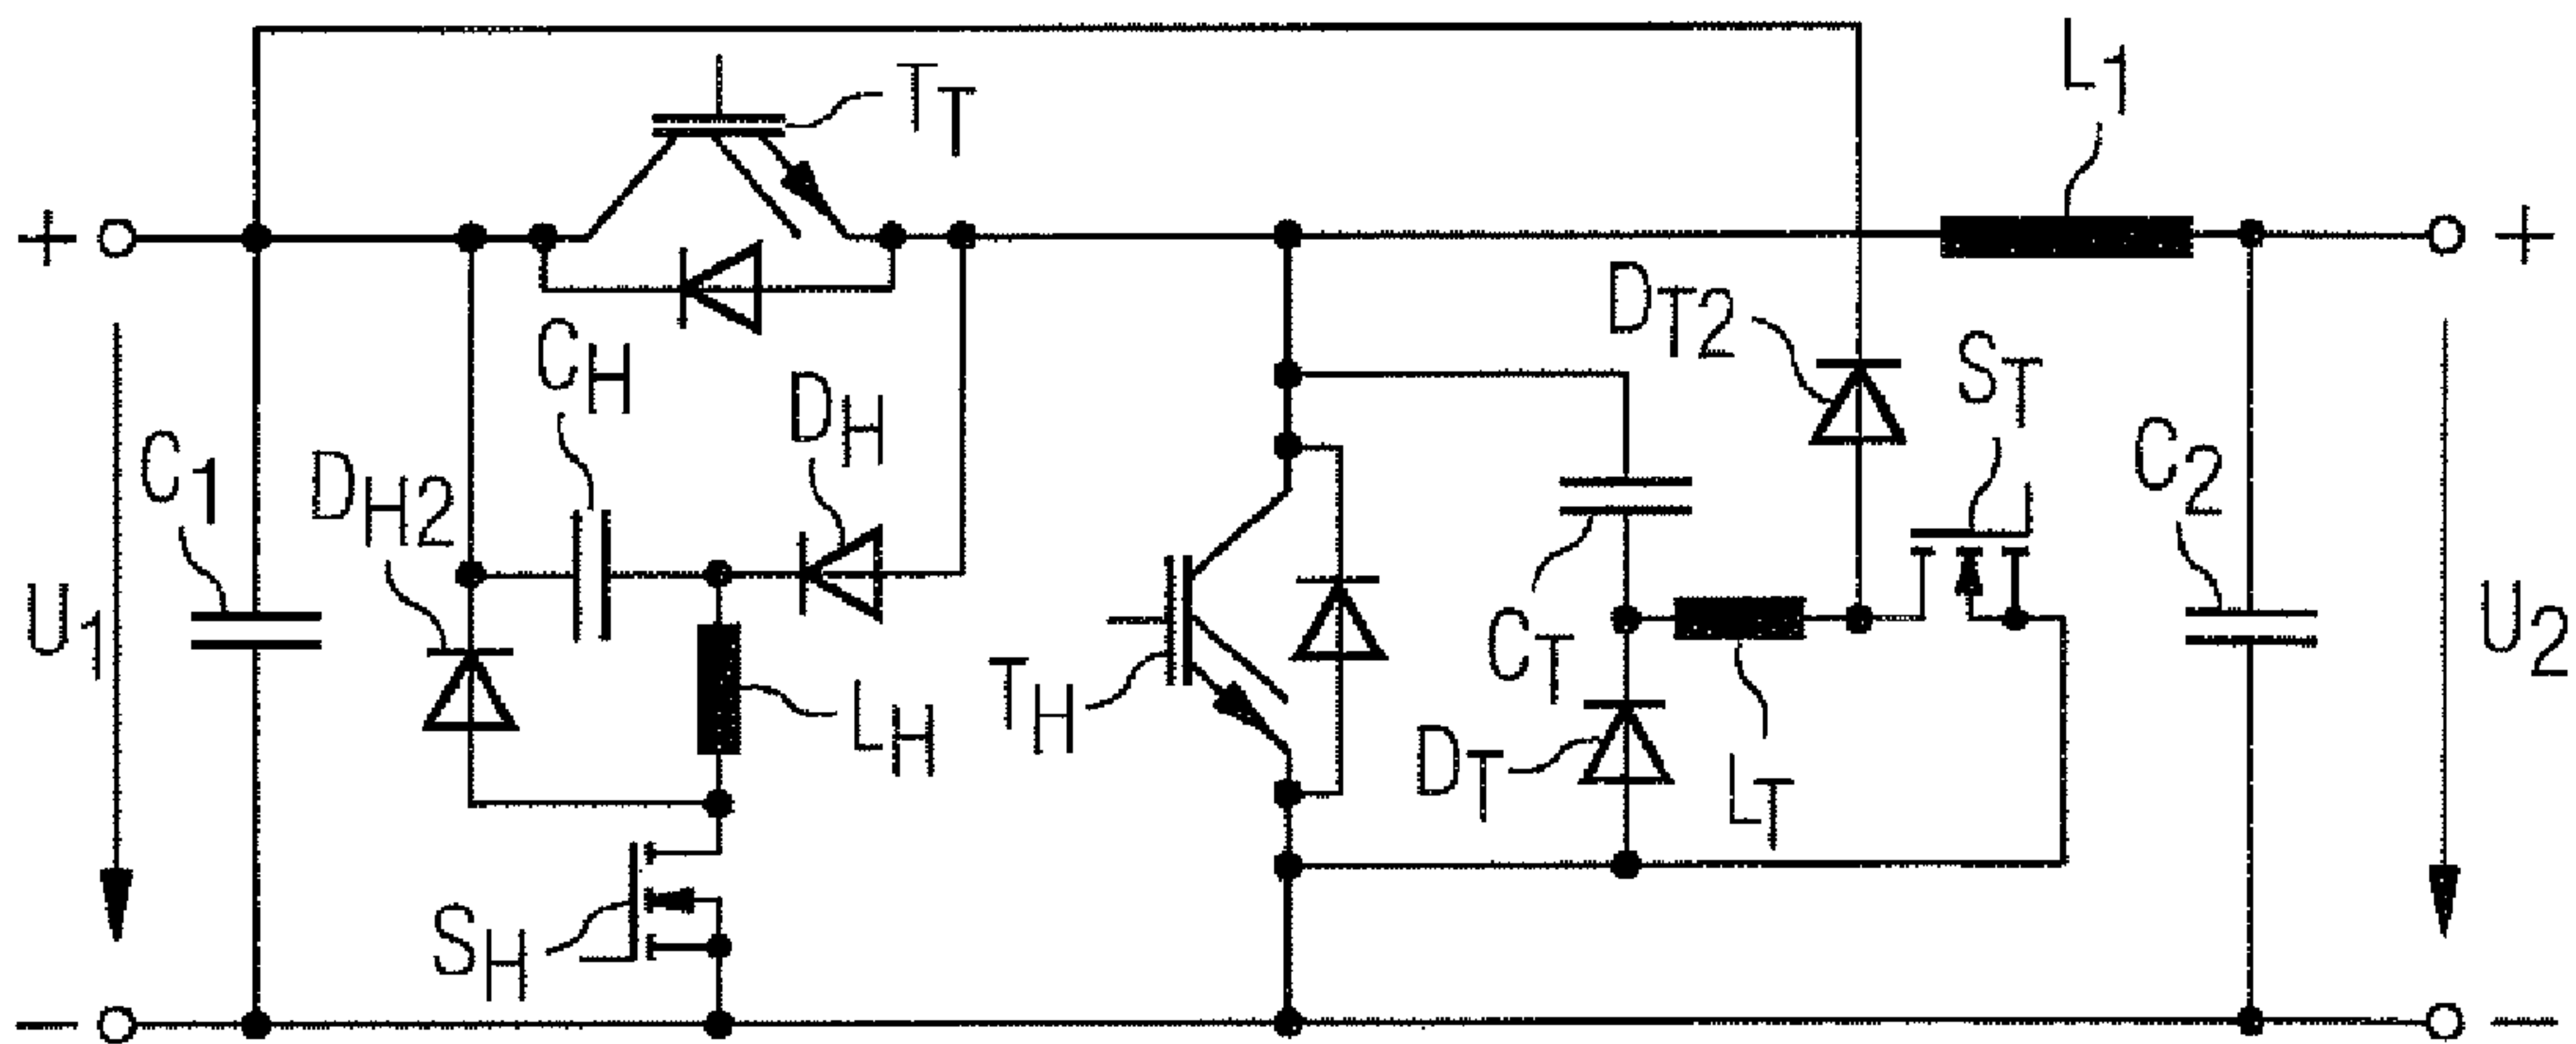 T_T
L_1
+
+
C_H
D_H
D_T2
S_T
C_1
D_H2
C_2
U_1
T_H
C_T
U_2
L_H
D_T
L_T
S_H
−
−